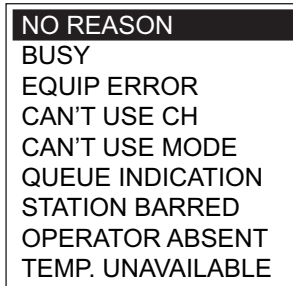 NO REASON
BUSY
EQUIP ERROR
CAN'T USE CH
CAN'T USE MODE
QUEUE INDICATION
STATION BARRED
OPERATOR ABSENT
TEMP. UNAVAILABLE